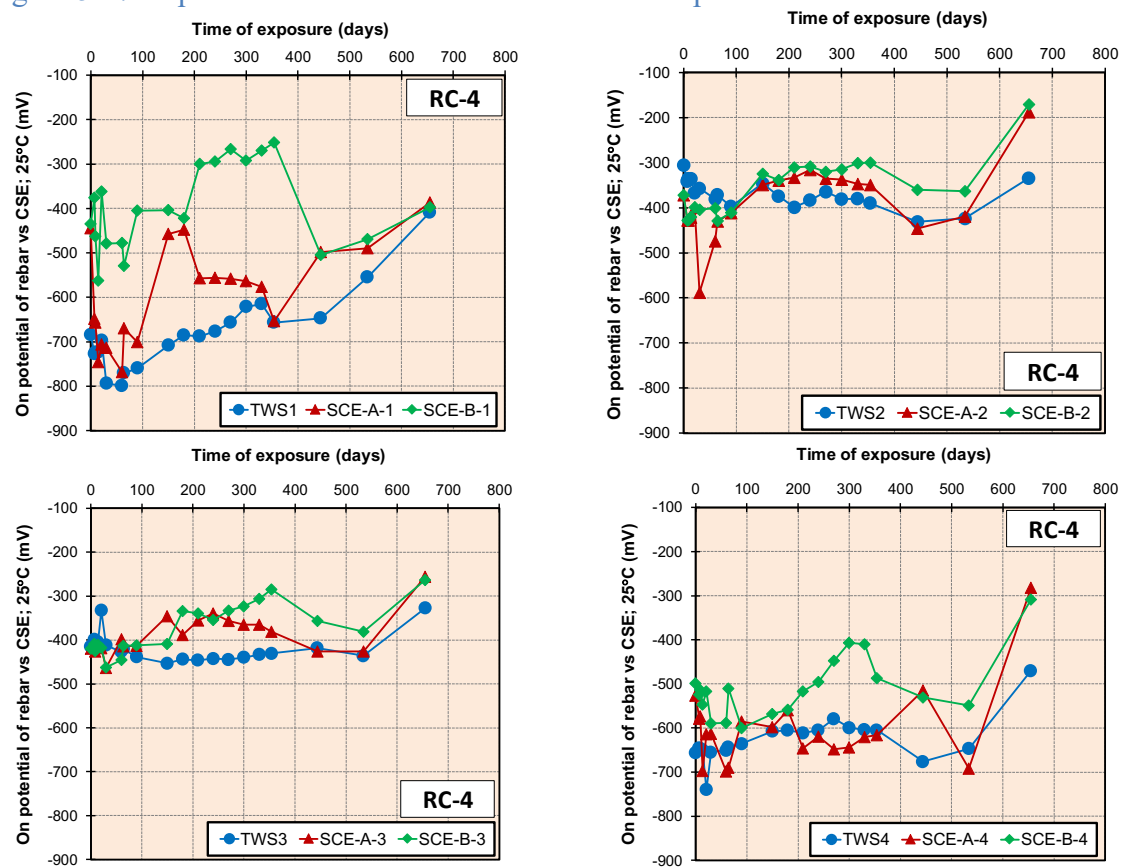 Time of exposure (days)
0 100 200 300 400 500 600 700 800
On potential of rebar vs CSE; 25ºC (mV)
-100
-200
-300
-400
-500
-600
-700
-800
-900
RC-4
TWS1 SCE-A-1 SCE-B-1
Time of exposure (days)
0 100 200 300 400 500 600 700 800
On potential of rebar vs CSE; 25ºC (mV)
-100
-200
-300
-400
-500
-600
-700
-800
-900
RC-4
TWS2 SCE-A-2 SCE-B-2
Time of exposure (days)
0 100 200 300 400 500 600 700 800
On potential of rebar vs CSE; 25ºC (mV)
-100
-200
-300
-400
-500
-600
-700
-800
-900
RC-4
TWS3 SCE-A-3 SCE-B-3
Time of exposure (days)
0 100 200 300 400 500 600 700 800
On potential of rebar vs CSE; 25ºC (mV)
-100
-200
-300
-400
-500
-600
-700
-800
-900
RC-4
TWS4 SCE-A-4 SCE-B-4